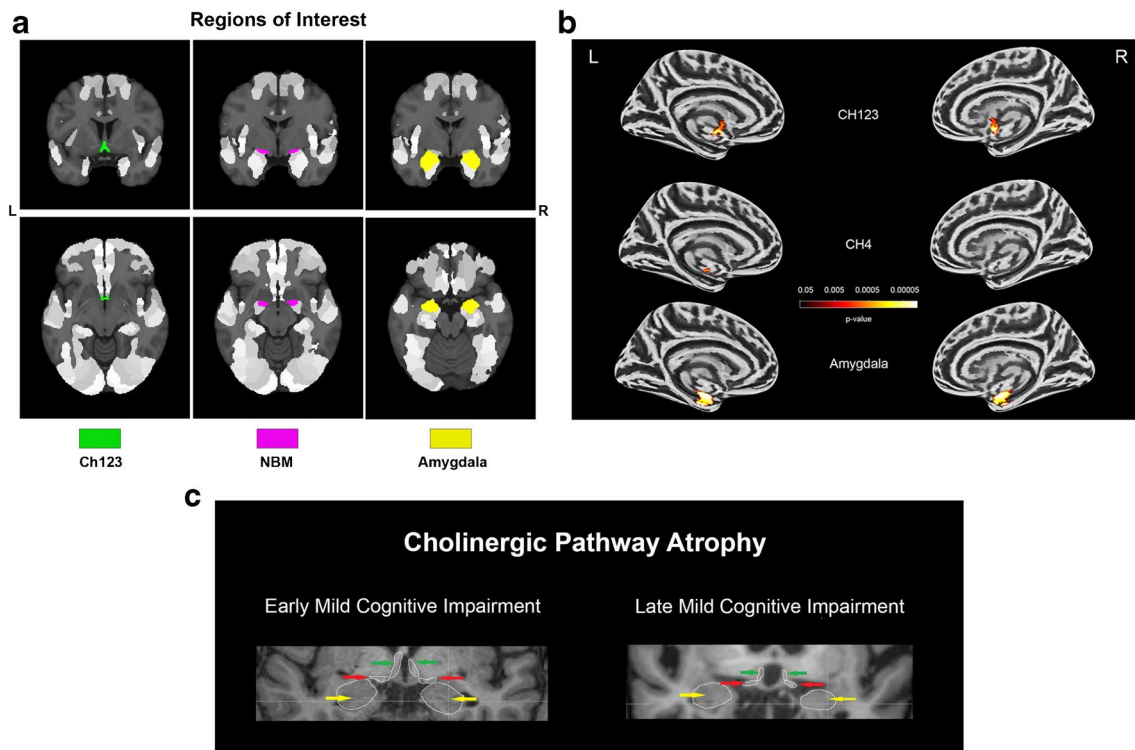 a
Regions of Interest
L
R
Ch123
NBM
Amygdala
b
L
R
CH123
CH4
0.05 0.005 0.0005 0.00005
p-value
Amygdala
c
Cholinergic Pathway Atrophy
Early Mild Cognitive Impairment
Late Mild Cognitive Impairment